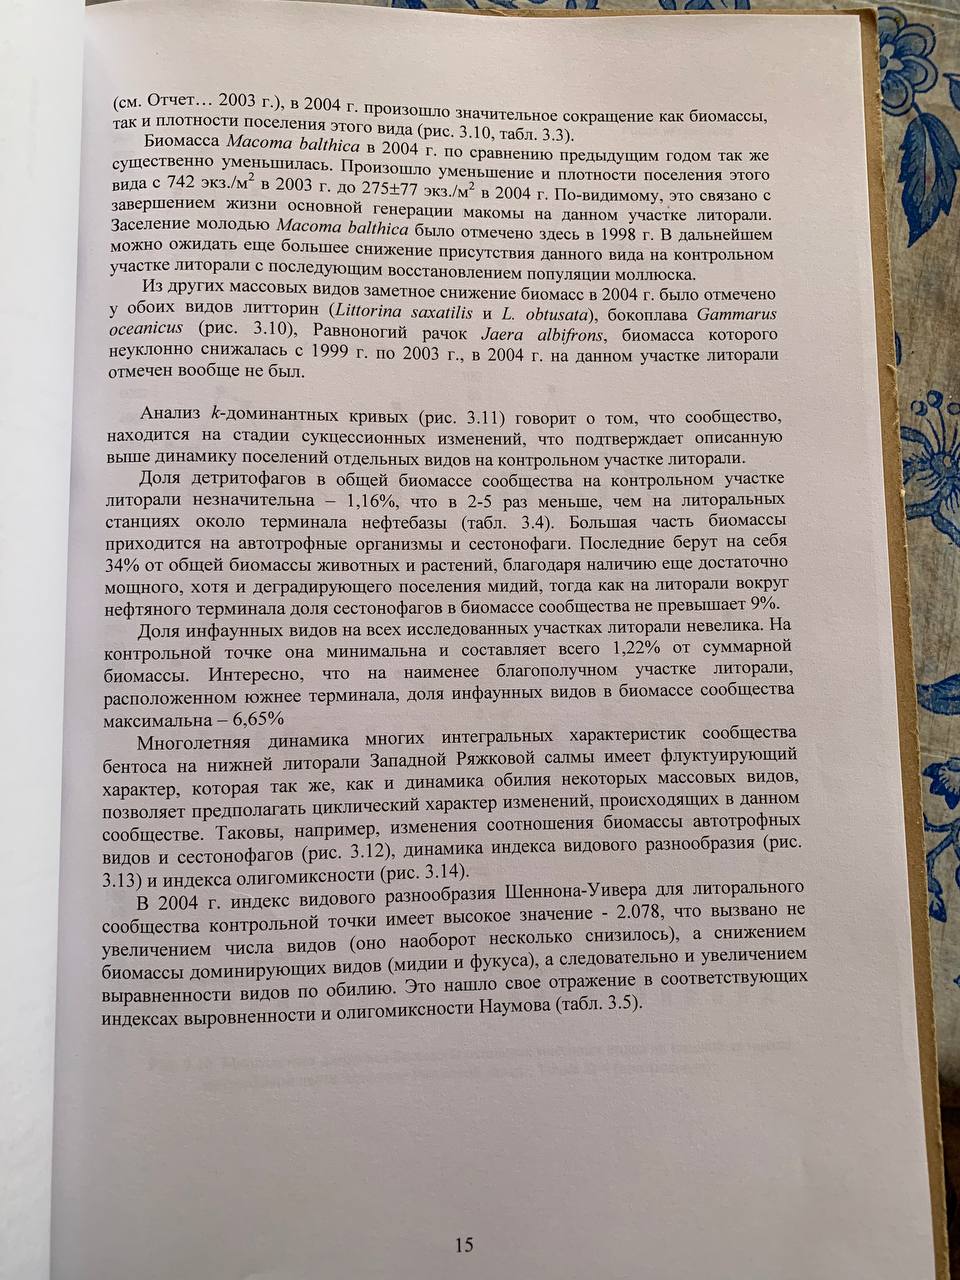 (см. Отчет… 2003 г.), в 2004 г. произошло значительное сокращение как биомассы,
так и плотности поселения этого вида (рис. 3.10, табл. 3.3).
Биомасса Macoma balthica в 2004 г. по сравнению предыдущим годом так же
существенно уменьшилась. Произошло уменьшение и плотности поселения этого
вида с 742 экз./м² в 2003 г. до 275±77 экз./м² в 2004 г. По-видимому, это связано с
завершением жизни основной генерации макомы на данном участке литорали.
Заселение молодью Macoma balthica было отмечено здесь в 1998 г. В дальнейшем
можно ожидать еще большее снижение присутствия данного вида на контрольном
участке литорали с последующим восстановлением популяции моллюска.
Из других массовых видов заметное снижение биомасс в 2004 г. было отмечено
у обоих видов литторин (Littorina saxatilis и L. obtusata), бокоплава Gammarus
oceanicus (рис. 3.10), Равноногий рачок Jaera albifrons, биомасса которого
неуклонно снижалась с 1999 г. по 2003 г., в 2004 г. на данном участке литорали
отмечен вообще не был.
Анализ k-доминантных кривых (рис. 3.11) говорит о том, что сообщество,
находится на стадии сукцессионных изменений, что подтверждает описанную
выше динамику поселений отдельных видов на контрольном участке литорали.
Доля детритофагов в общей биомассе сообщества на контрольном участке
литорали незначительна – 1,16%, что в 2-5 раз меньше, чем на литоральных
станциях около терминала нефтебазы (табл. 3.4). Большая часть биомассы
приходится на автотрофные организмы и сестонофаги. Последние берут на себя
34% от общей биомассы животных и растений, благодаря наличию еще достаточно
мощного, хотя и деградирующего поселения мидий, тогда как на литорали вокруг
нефтяного терминала доля сестонофагов в биомассе сообщества не превышает 9%.
Доля инфаунных видов на всех исследованных участках литорали невелика. На
контрольной точке она минимальна и составляет всего 1,22% от суммарной
биомассы. Интересно, что на наименее благополучном участке литорали,
расположенном южнее терминала, доля инфаунных видов в биомассе сообщества
максимальна – 6,65%
Многолетняя динамика многих интегральных характеристик сообщества
бентоса на нижней литорали Западной Ряжковой салмы имеет флуктуирующий
характер, которая так же, как и динамика обилия некоторых массовых видов,
позволяет предполагать циклический характер изменений, происходящих в данном
сообществе. Таковы, например, изменения соотношения биомассы автотрофных
видов и сестонофагов (рис. 3.12), динамика индекса видового разнообразия (рис.
3.13) и индекса олигомиксности (рис. 3.14).
В 2004 г. индекс видового разнообразия Шеннона-Уивера для литорального
сообщества контрольной точки имеет высокое значение - 2.078, что вызвано не
увеличением числа видов (оно наоборот несколько снизилось), а снижением
биомассы доминирующих видов (мидии и фукуса), а следовательно и увеличением
выравненности видов по обилию. Это нашло свое отражение в соответствующих
индексах выровненности и олигомиксности Наумова (табл. 3.5).
15